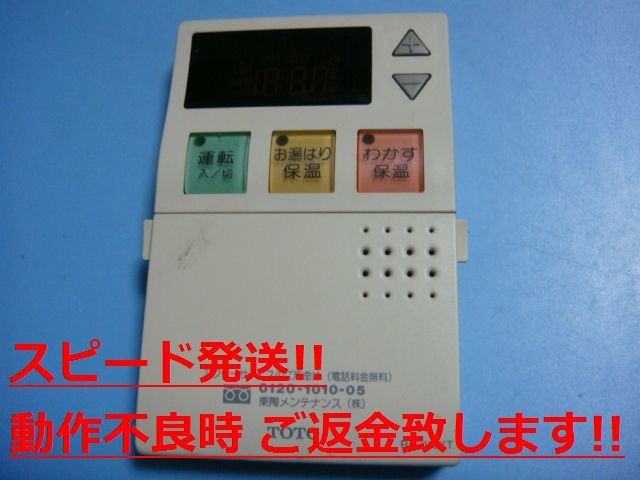 運転
入/切
お湯はり
保温
わかす
保温
スピード発送!!
(電話料金無料)
0120-1010-05
東陶メンテナンス(株)
動作不良時 ご返金致します!!
TOTO